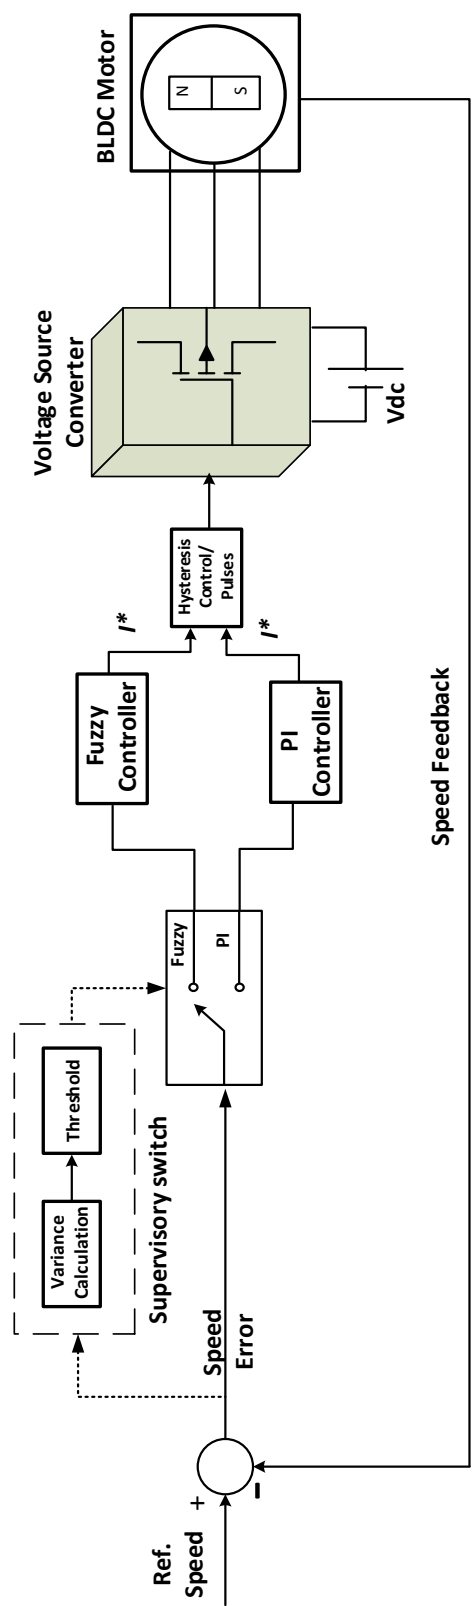 Ref.
Speed
+
−
Speed
Error
Variance
Calculation
Threshold
Supervisory switch
Fuzzy
PI
Fuzzy
Controller
PI
Controller
I*
I*
Hysteresis
Control/
Pulses
Voltage Source
Converter
Vdc
BLDC Motor
N
S
Speed Feedback